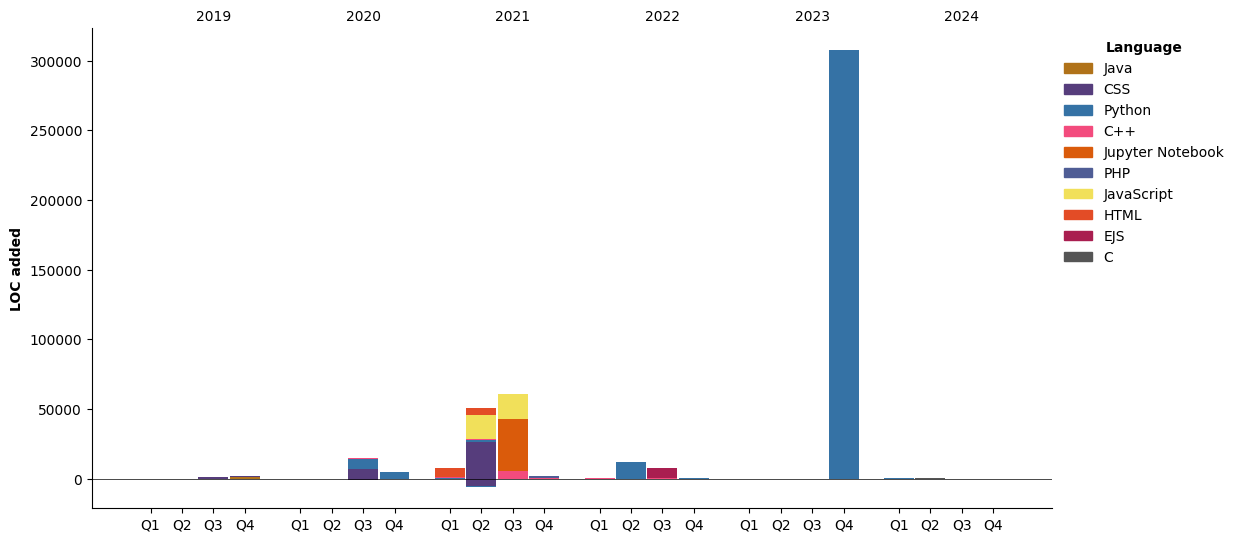 2019 2020 2021 2022 2023 2024
300000
250000
200000
150000
100000
50000
0
LOC added
Q1 Q2 Q3 Q4 Q1 Q2 Q3 Q4 Q1 Q2 Q3 Q4 Q1 Q2 Q3 Q4 Q1 Q2 Q3 Q4 Q1 Q2 Q3 Q4
Language
Java
CSS
Python
C++
Jupyter Notebook
PHP
JavaScript
HTML
EJS
C